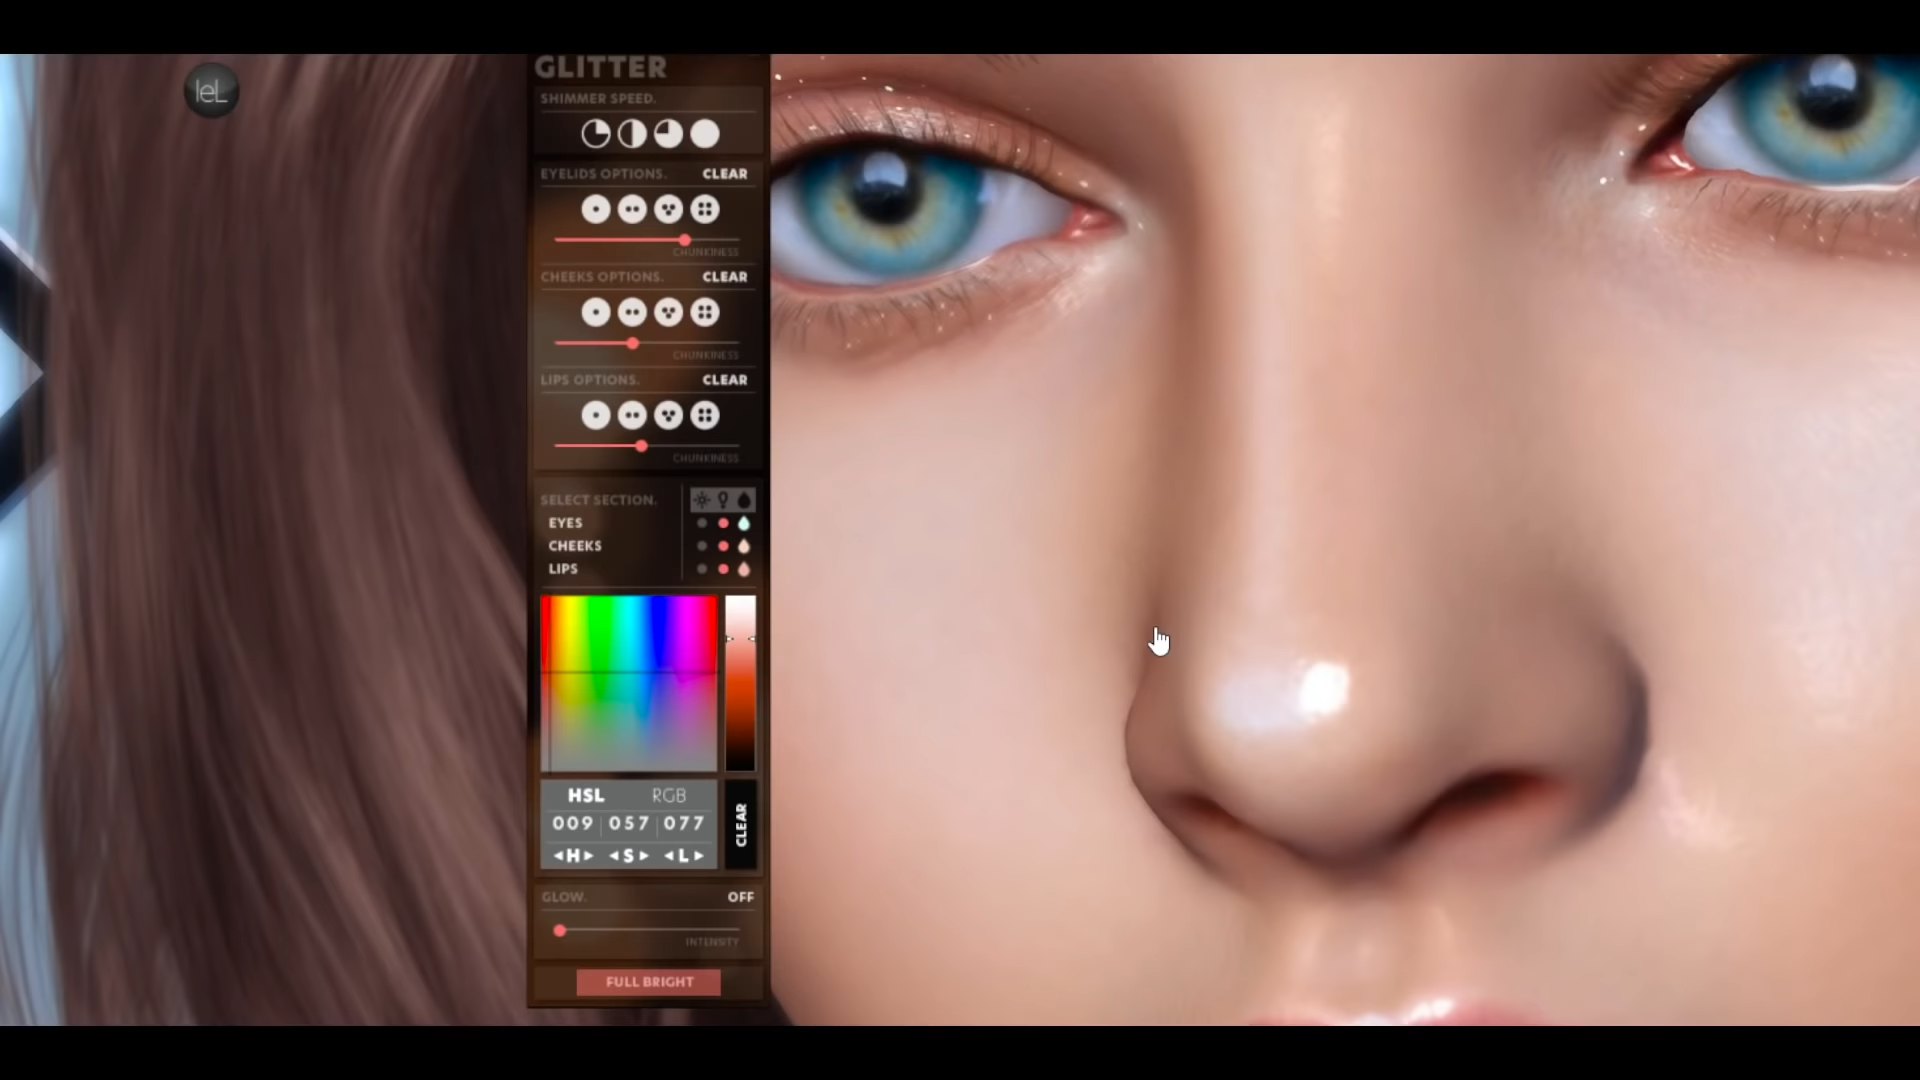 leL
GLITTER
SHIMMER SPEED.
EYELIDS OPTIONS. CLEAR
CHUNKINESS
CHEEKS OPTIONS. CLEAR
CHUNKINESS
LIPS OPTIONS. CLEAR
CHUNKINESS
SELECT SECTION.
EYES
CHEEKS
LIPS
HSL RGB
009 057 077
H S L
CLEAR
GLOW. OFF
INTENSITY
FULL BRIGHT